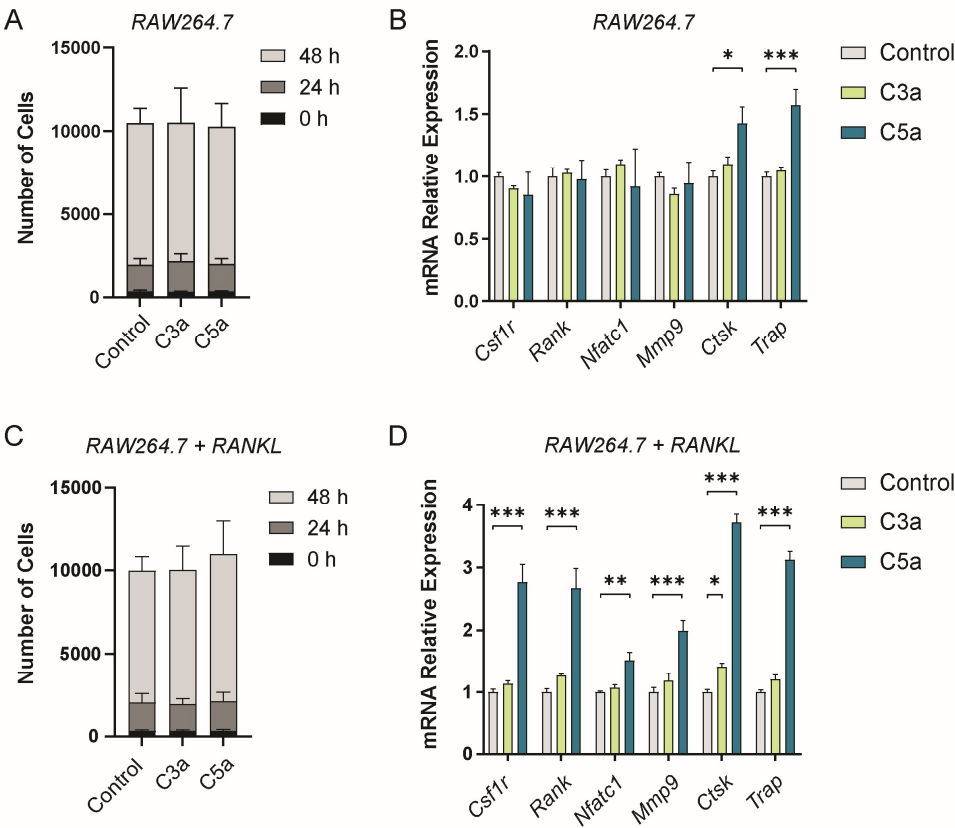 A
RAW264.7
15000
10000
5000
0
Number of Cells
48 h
24 h
0 h
Control
C3a
C5a
B
RAW264.7
2.0
1.5
1.0
0.5
0.0
mRNA Relative Expression
*
***
Control
C3a
C5a
Csf1r
Rank
Nfatc1
Mmp9
Ctsk
Trap
C
RAW264.7 + RANKL
15000
10000
5000
0
Number of Cells
48 h
24 h
0 h
Control
C3a
C5a
D
RAW264.7 + RANKL
4
3
2
1
0
mRNA Relative Expression
***
***
**
***
*
***
***
Control
C3a
C5a
Csf1r
Rank
Nfatc1
Mmp9
Ctsk
Trap